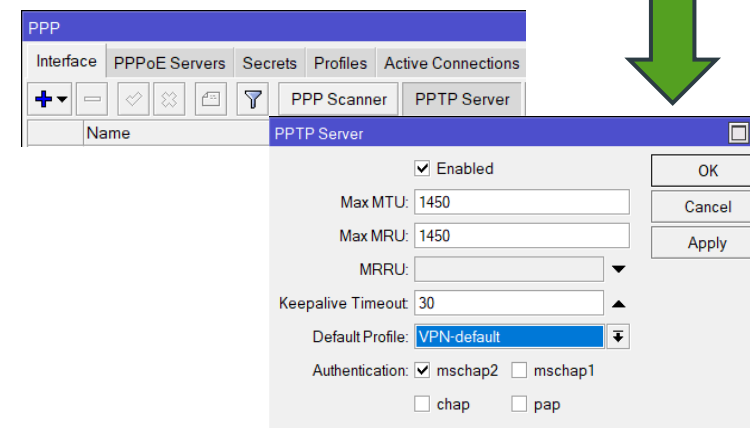 PPP
Interface PPPoE Servers Secrets Profiles Active Connections
PPP Scanner PPTP Server
Name
PPTP Server
Enabled OK
Max MTU: 1450 Cancel
Max MRU: 1450 Apply
MRRU:
Keepalive Timeout: 30
Default Profile: VPN-default
Authentication: mschap2 mschap1
chap pap